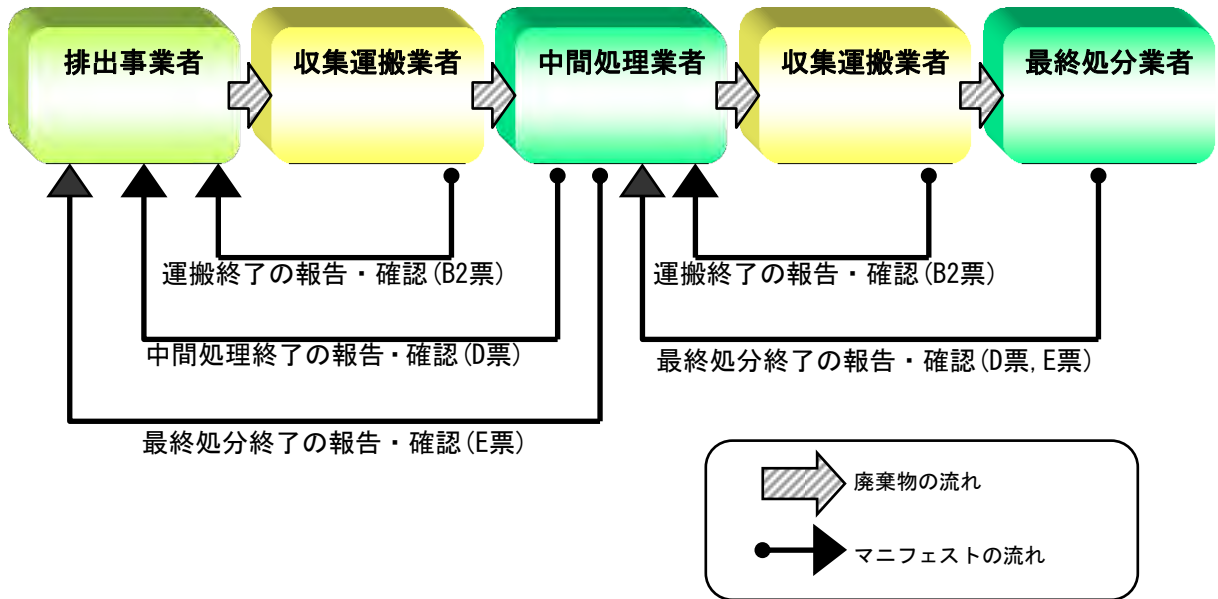 排出事業者
収集運搬業者
中間処理業者
収集運搬業者
最終処分業者
運搬終了の報告・確認(B2票)
運搬終了の報告・確認(B2票)
中間処理終了の報告・確認(D票)
最終処分終了の報告・確認(D票,E票)
最終処分終了の報告・確認(E票)
廃棄物の流れ
マニフェストの流れ